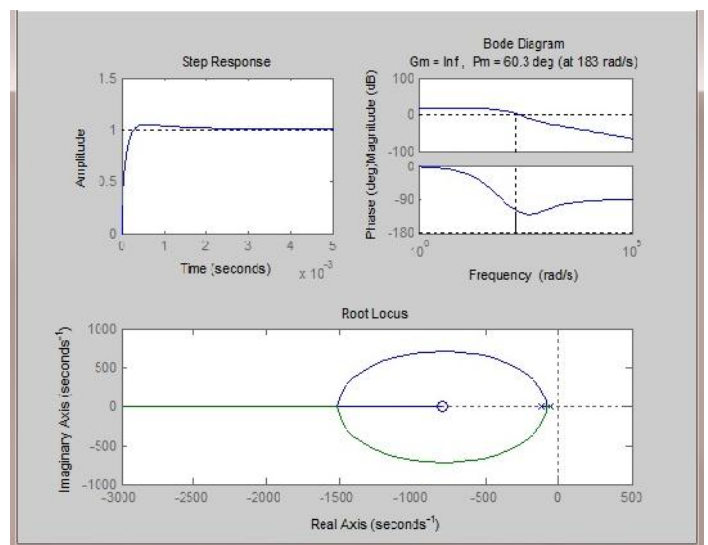 Step Response
Amplitude
1.5
1
0.5
0
0 1 2 3 4 5
x 10^-3
Time (seconds)
Bode Diagram
Gm = Inf , Pm = 60.3 deg (at 183 rad/s)
Phase (deg)Magnitude (dB)
100
0
-100
0
-90
-180
10^0 10^5
Frequency (rad/s)
Root Locus
Imaginary Axis (seconds^-1)
1000
500
0
-500
-1000
-3000 -2500 -2000 -1500 -1000 -500 0 500
Real Axis (seconds^-1)